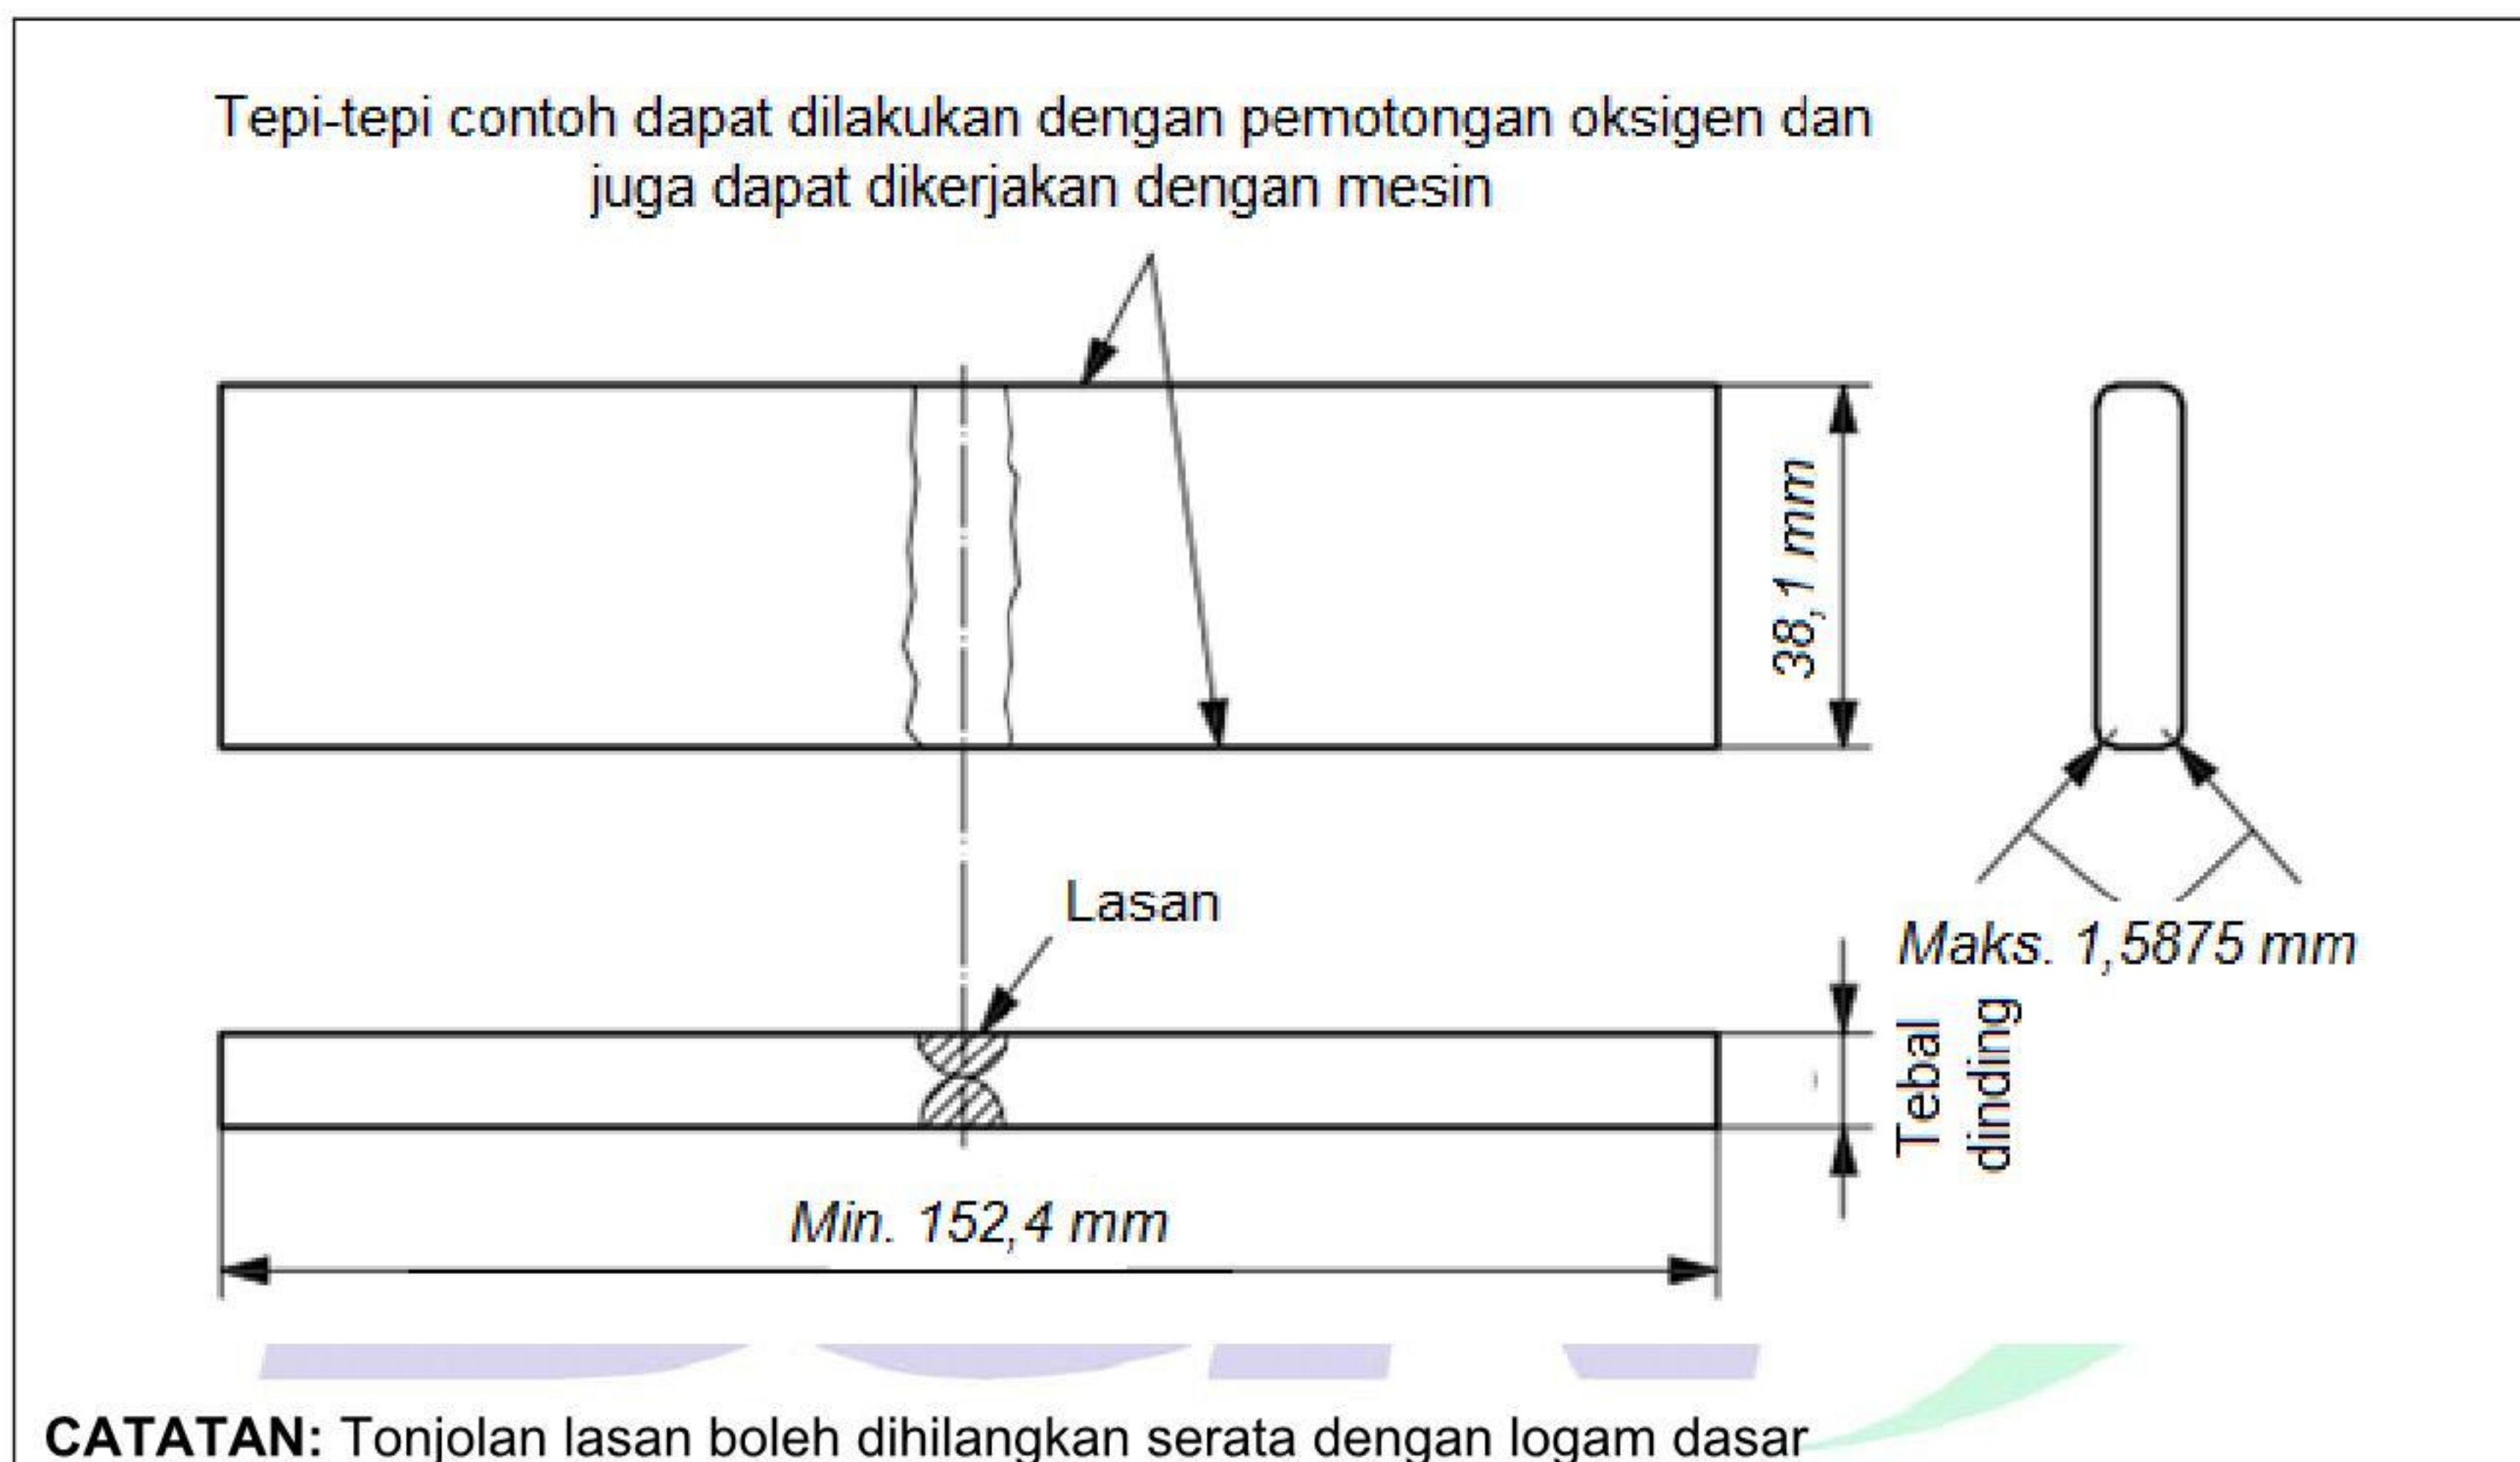 Tepi-tepi contoh dapat dilakukan dengan pemotongan oksigen dan
juga dapat dikerjakan dengan mesin
38,1 mm
Lasan
Maks. 1,5875 mm
Tebal
dinding
Min. 152,4 mm
CATATAN: Tonjolan lasan boleh dihilangkan serata dengan logam dasar